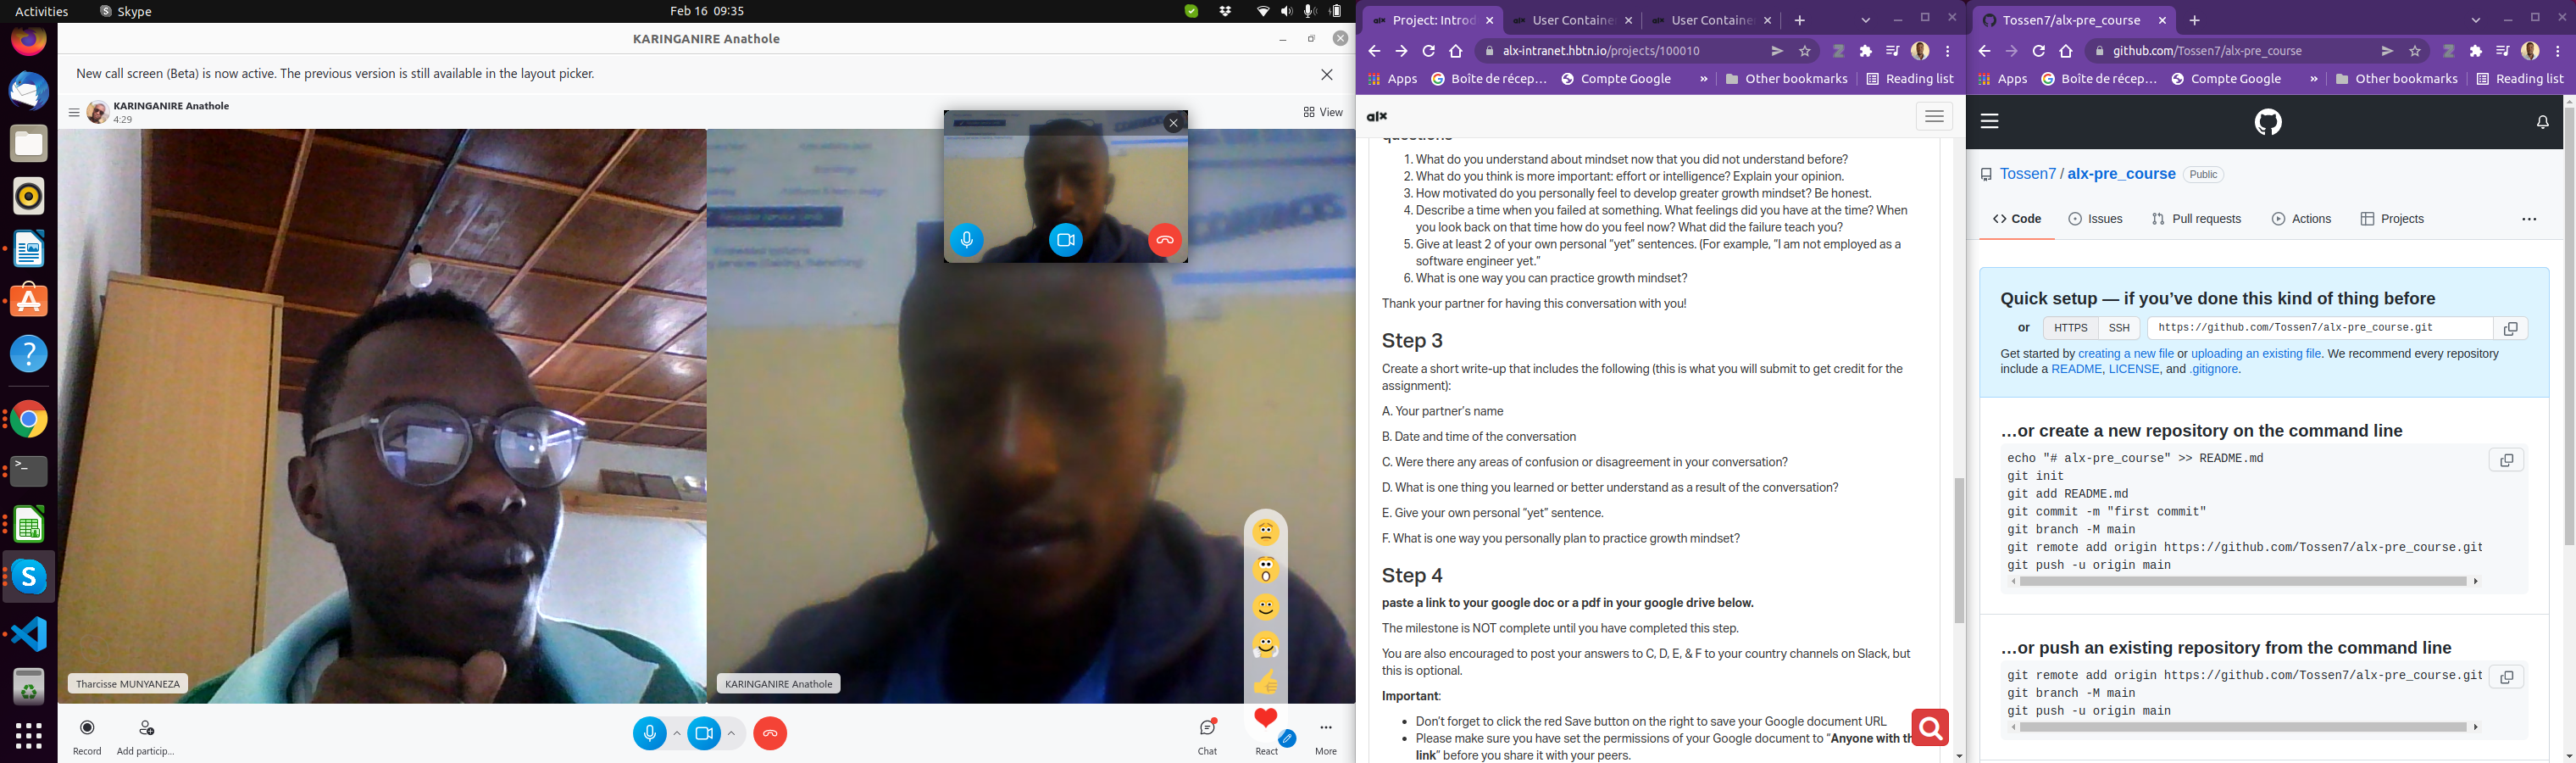 Activities
Skype
Feb 16 09:35
KARINGANIRE Anathole
New call screen (Beta) is now active. The previous version is still available in the layout picker.
KARINGANIRE Anathole
4:29
View
Tharcisse MUNYANEZA
KARINGANIRE Anathole
Record
Add particip...
Chat
React
More
Project: Introd
User Containe
User Containe
alx-intranet.hbtn.io/projects/100010
Apps
Boîte de récep...
Compte Google
»
Other bookmarks
Reading list
alx
questions
1. What do you understand about mindset now that you did not understand before?
2. What do you think is more important: effort or intelligence? Explain your opinion.
3. How motivated do you personally feel to develop greater growth mindset? Be honest.
4. Describe a time when you failed at something. What feelings did you have at the time? When
you look back on that time how do you feel now? What did the failure teach you?
5. Give at least 2 of your own personal “yet” sentences. (For example, “I am not employed as a
software engineer yet.”
6. What is one way you can practice growth mindset?
Thank your partner for having this conversation with you!
Step 3
Create a short write-up that includes the following (this is what you will submit to get credit for the
assignment):
A. Your partner’s name
B. Date and time of the conversation
C. Were there any areas of confusion or disagreement in your conversation?
D. What is one thing you learned or better understand as a result of the conversation?
E. Give your own personal “yet” sentence.
F. What is one way you personally plan to practice growth mindset?
Step 4
paste a link to your google doc or a pdf in your google drive below.
The milestone is NOT complete until you have completed this step.
You are also encouraged to post your answers to C, D, E, & F to your country channels on Slack, but
this is optional.
Important:
• Don’t forget to click the red Save button on the right to save your Google document URL
• Please make sure you have set the permissions of your Google document to “Anyone with th
link” before you share it with your peers.
Tossen7/alx-pre_course
github.com/Tossen7/alx-pre_course
Apps
Boîte de récep...
Compte Google
»
Other bookmarks
Reading list
Tossen7 / alx-pre_course
Public
Code
Issues
Pull requests
Actions
Projects
Quick setup — if you’ve done this kind of thing before
or
HTTPS
SSH
https://github.com/Tossen7/alx-pre_course.git
Get started by creating a new file or uploading an existing file. We recommend every repository
include a README, LICENSE, and .gitignore.
…or create a new repository on the command line
echo "# alx-pre_course" >> README.md
git init
git add README.md
git commit -m "first commit"
git branch -M main
git remote add origin https://github.com/Tossen7/alx-pre_course.git
git push -u origin main
…or push an existing repository from the command line
git remote add origin https://github.com/Tossen7/alx-pre_course.git
git branch -M main
git push -u origin main